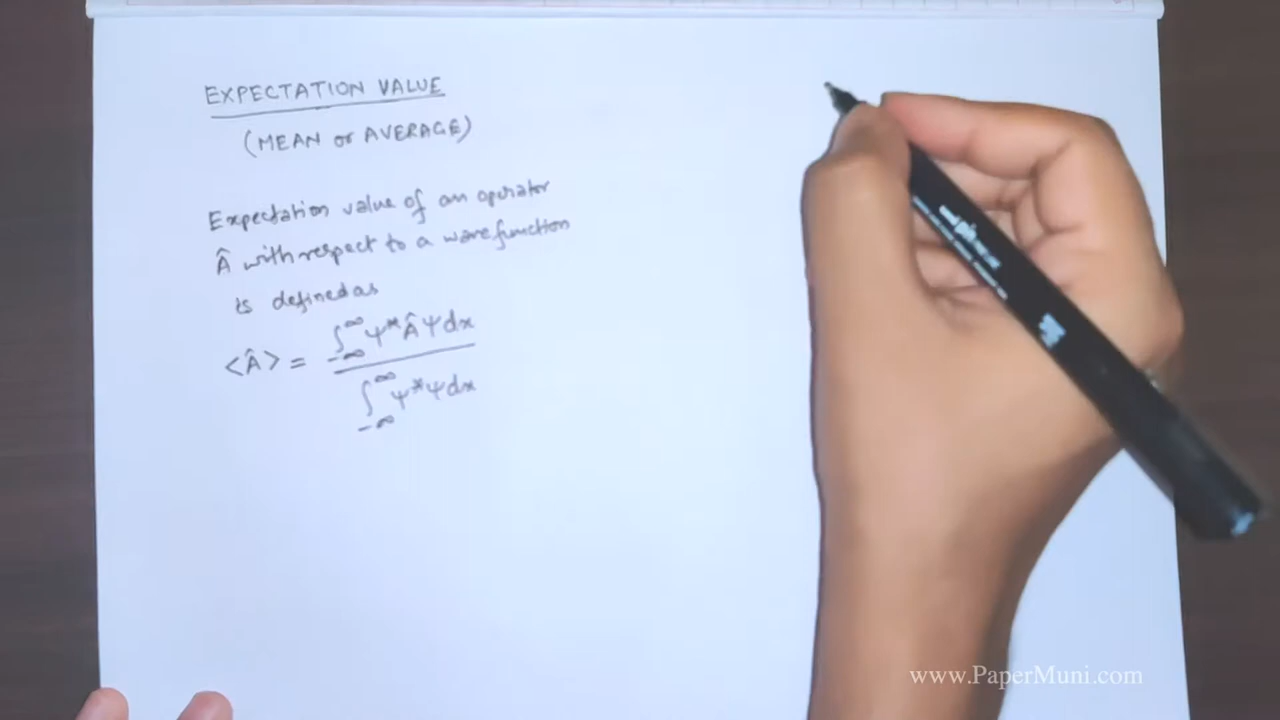 EXPECTATION VALUE
(MEAN or AVERAGE)
Expectation value of an operator
Â with respect to a wavefunction
is defined as
<Â> = ∫_{-∞}^{∞} ψ* Â ψ dx / ∫_{-∞}^{∞} ψ* ψ dx
www.PaperMuni.com